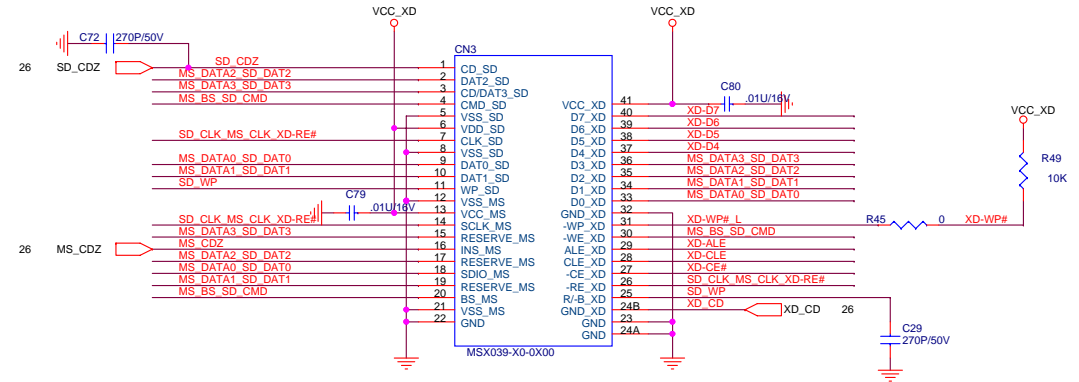 VCC_XD
VCC_XD
C72 270P/50V
CN3
26 SD_CDZ
SD_CDZ 1 CD_SD
MS_DATA2_SD_DAT2 2 DAT2_SD
MS_DATA3_SD_DAT3 3 CD/DAT3_SD
MS_BS_SD_CMD 4 CMD_SD
5 VSS_SD
6 VDD_SD
SD_CLK_MS_CLK_XD-RE# 7 CLK_SD
8 VSS_SD
MS_DATA0_SD_DAT0 9 DAT0_SD
MS_DATA1_SD_DAT1 10 DAT1_SD
SD_WP 11 WP_SD
12 VSS_MS
C79 .01U/16V
13 VCC_MS
SD_CLK_MS_CLK_XD-RE# 14 SCLK_MS
MS_DATA3_SD_DAT3 15 RESERVE_MS
26 MS_CDZ
MS_CDZ 16 INS_MS
MS_DATA2_SD_DAT2 17 RESERVE_MS
MS_DATA0_SD_DAT0 18 SDIO_MS
MS_DATA1_SD_DAT1 19 RESERVE_MS
MS_BS_SD_CMD 20 BS_MS
21 VSS_MS
22 GND
C80 .01U/16V
VCC_XD 41
D7_XD 40 XD-D7
D6_XD 39 XD-D6
D5_XD 38 XD-D5
D4_XD 37 XD-D4
D3_XD 36 MS_DATA3_SD_DAT3
D2_XD 35 MS_DATA2_SD_DAT2
D1_XD 34 MS_DATA1_SD_DAT1
D0_XD 33 MS_DATA0_SD_DAT0
GND_XD 32
-WP_XD 31 XD-WP#_L
-WE_XD 30 MS_BS_SD_CMD
ALE_XD 29 XD-ALE
CLE_XD 28 XD-CLE
-CE_XD 27 XD-CE#
-RE_XD 26 SD_CLK_MS_CLK_XD-RE#
R/-B_XD 25 SD_WP
GND_XD 24B XD_CD
XD_CD 26
GND 23
GND 24A
MSX039-X0-0X00
VCC_XD
R49
10K
R45 0 XD-WP#
C29
270P/50V